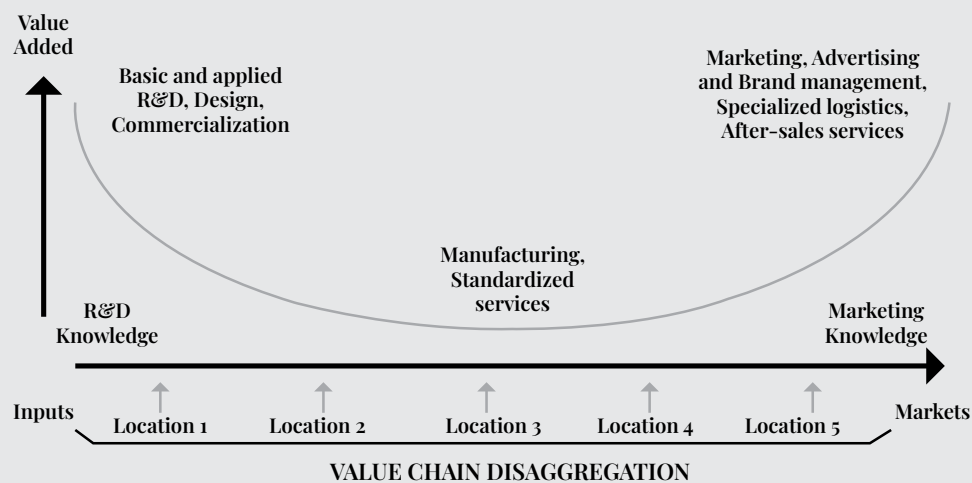 Value
Added
Basic and applied
R&D, Design,
Commercialization
Marketing, Advertising
and Brand management,
Specialized logistics,
After-sales services
Manufacturing,
Standardized
services
R&D
Knowledge
Marketing
Knowledge
Inputs
Location 1
Location 2
Location 3
Location 4
Location 5
Markets
VALUE CHAIN DISAGGREGATION